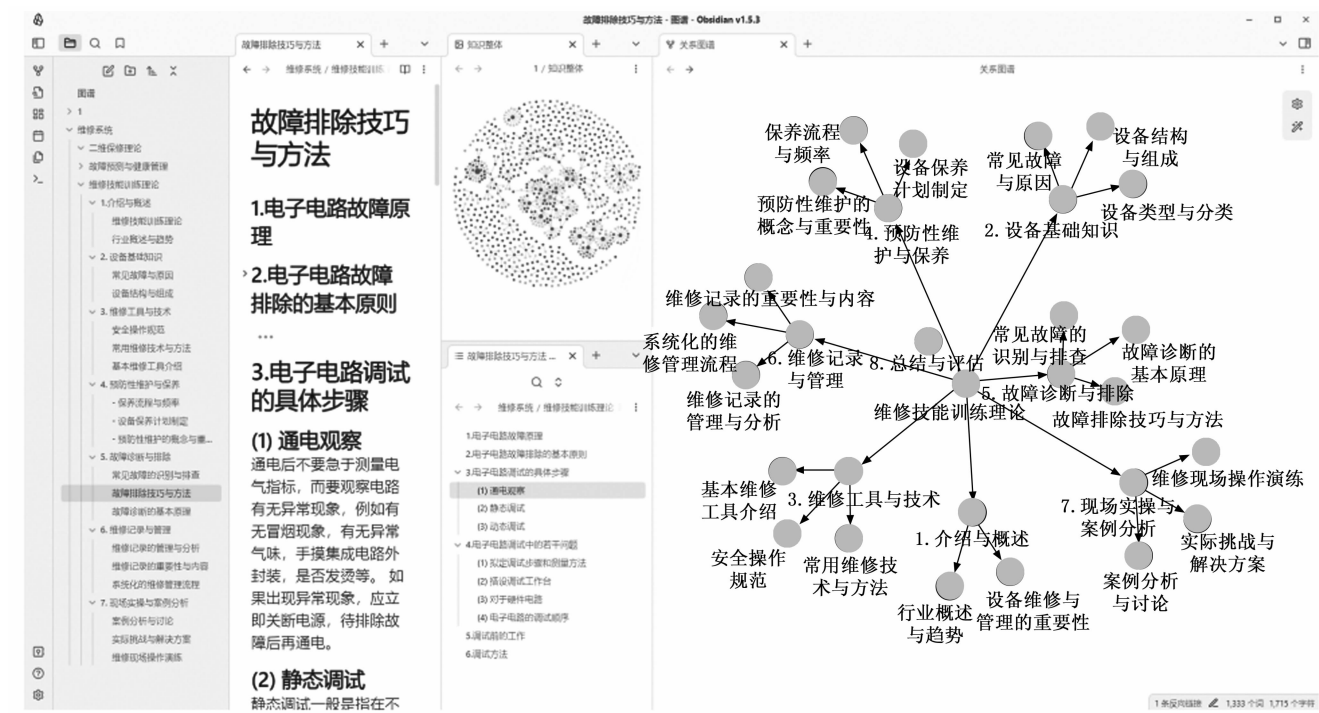 故障排除技巧与方法 - 图谱 - Obsidian v1.5.3
故障排除技巧与方法
知识整体
关系图谱
维修系统 / 维修技能训练
1 / 知识整体
关系图谱
图谱
1
维修系统
二维保修理论
故障预测与健康管理
维修技能训练理论
1.介绍与概述
维修技能训练理论
行业概述与趋势
2. 设备基础知识
常见故障与原因
设备结构与组成
3. 维修工具与技术
安全操作规范
常用维修技术与方法
基本维修工具介绍
4. 预防性维护与保养
- 保养流程与频率
- 设备保养计划制定
- 预防性维护的概念与重...
5. 故障诊断与排除
常见故障的识别与排查
故障排除技巧与方法
故障诊断的基本原理
6. 维修记录与管理
维修记录的管理与分析
维修记录的重要性与内容
系统化的维修管理流程
7. 现场实操与案例分析
案例分析与讨论
实际挑战与解决方案
维修现场操作演练
故障排除技巧
与方法
1.电子电路故障原
理
2.电子电路故障
排除的基本原则
...
3.电子电路调试
的具体步骤
(1) 通电观察
通电后不要急于测量电
气指标，而要观察电路
有无异常现象，例如有
无冒烟现象，有无异常
气味，手摸集成电路外
封装，是否发烫等。 如
果出现异常现象，应立
即关断电源，待排除故
障后再通电。
(2) 静态调试
静态调试一般是指在不
故障排除技巧与方法 ...
维修系统 / 维修技能训练理论
1.电子电路故障原理
2.电子电路故障排除的基本原则
3.电子电路调试的具体步骤
(1) 通电观察
(2) 静态调试
(3) 动态调试
4.电子电路调试中的若干问题
(1) 拟定调试步骤和测量方法
(2) 搭设调试工作台
(3) 对于硬件电路
(4) 电子电路的调试顺序
5.调试前的工作
6.调试方法
保养流程
与频率
设备保养
计划制定
预防性维护的
概念与重要性
4. 预防性维
护与保养
常见故障
与原因
设备结构
与组成
设备类型与分类
2. 设备基础知识
维修记录的重要性与内容
系统化的维
修管理流程
6. 维修记录
与管理
维修记录的
管理与分析
8. 总结与评估
常见故障的
识别与排查
故障诊断的
基本原理
5. 故障诊断与排除
故障排除技巧与方法
维修技能训练理论
基本维修
工具介绍
3. 维修工具与技术
安全操作
规范
常用维修技
术与方法
1. 介绍与概述
行业概述
与趋势
设备维修与
管理的重要性
维修现场操作演练
7. 现场实操与
案例分析
实际挑战与
解决方案
案例分析
与讨论
1 条反向链接 1,333 个词 1,715 个字符